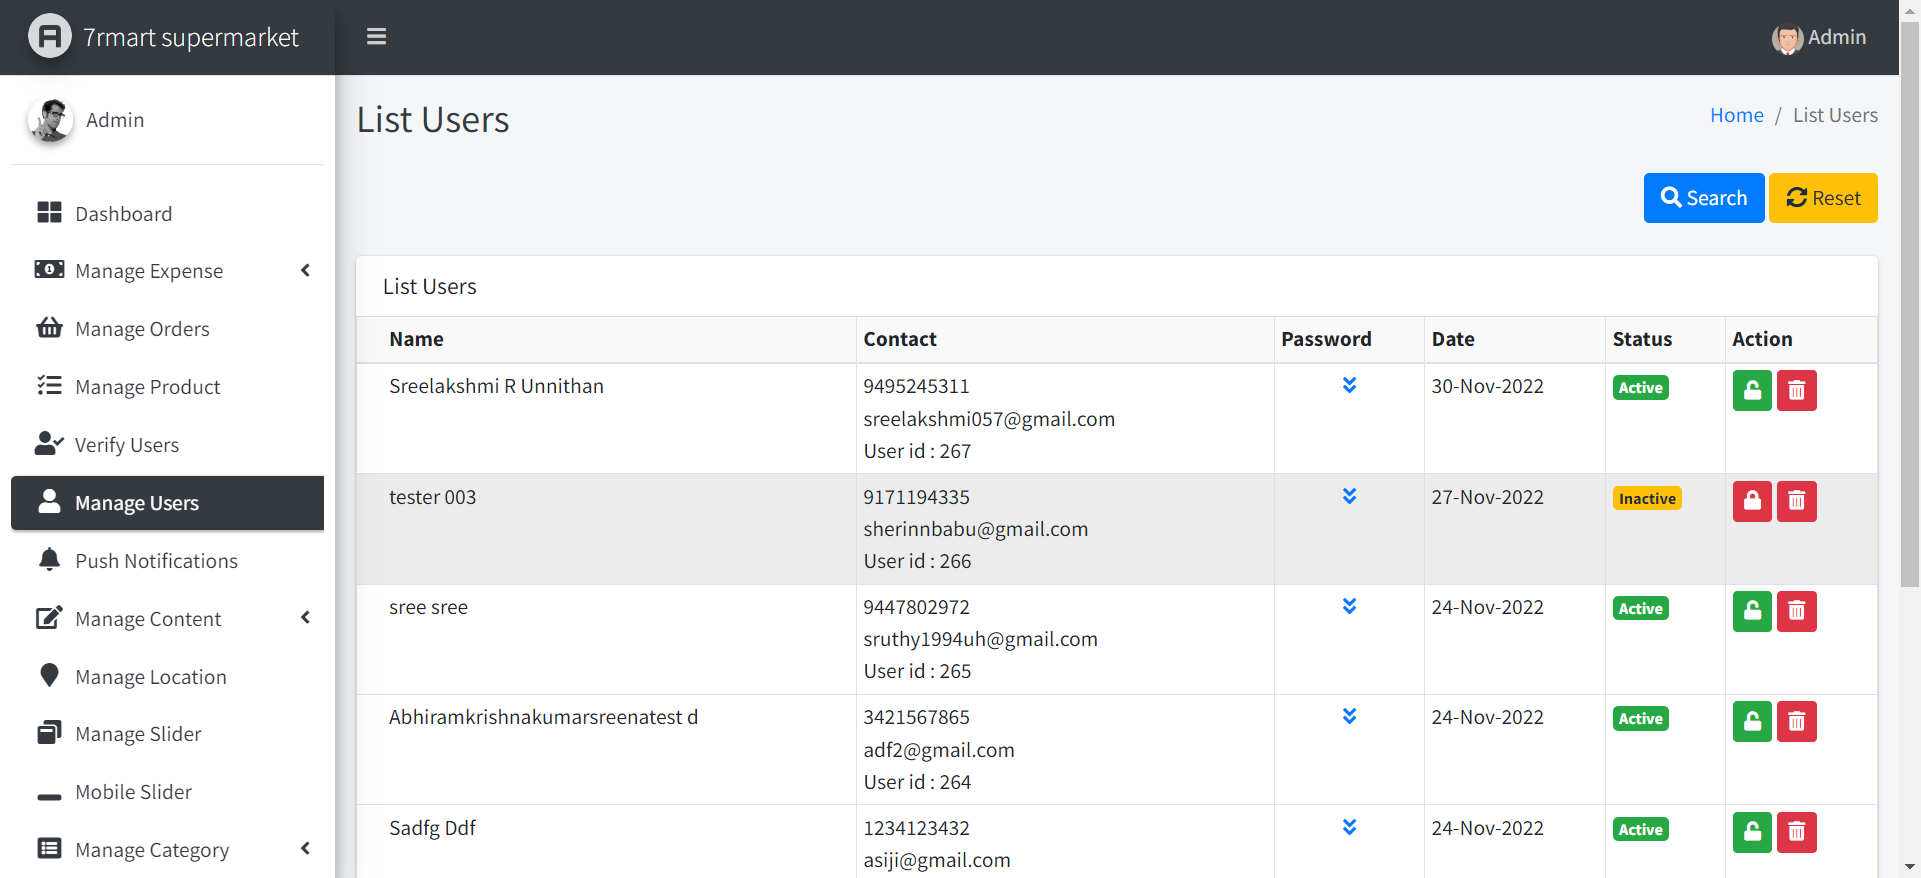 7rmart supermarket
Admin
Admin
Dashboard
Manage Expense
Manage Orders
Manage Product
Verify Users
Manage Users
Push Notifications
Manage Content
Manage Location
Manage Slider
Mobile Slider
Manage Category
List Users
Home / List Users
Search
Reset
List Users
Name Contact Password Date Status Action
Sreelakshmi R Unnithan 9495245311 30-Nov-2022 Active
sreelakshmi057@gmail.com
User id : 267
tester 003 9171194335 27-Nov-2022 Inactive
sherinnbabu@gmail.com
User id : 266
sree sree 9447802972 24-Nov-2022 Active
sruthy1994uh@gmail.com
User id : 265
Abhiramkrishnakumarsreenatest d 3421567865 24-Nov-2022 Active
adf2@gmail.com
User id : 264
Sadfg Ddf 1234123432 24-Nov-2022 Active
asiji@gmail.com